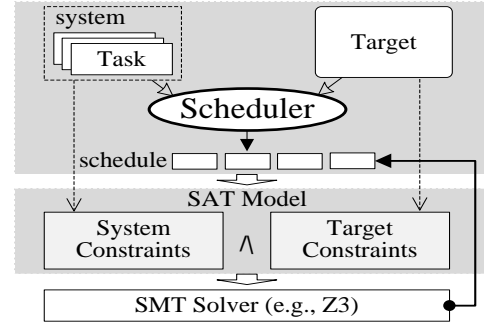 system
Task
Target
Scheduler
schedule
SAT Model
System
Constraints
∧
Target
Constraints
SMT Solver (e.g., Z3)